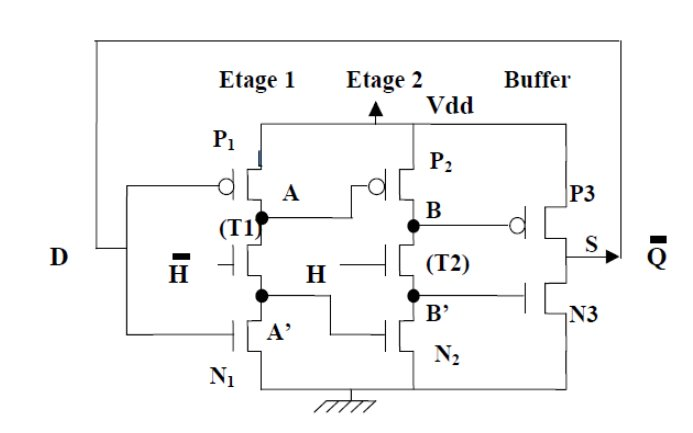 Etage 1 Etage 2 Buffer
Vdd
P1
P2
A
P3
B
(T1)
S
D
H̅
H
(T2)
Q̅
A’
B’
N3
N2
N1